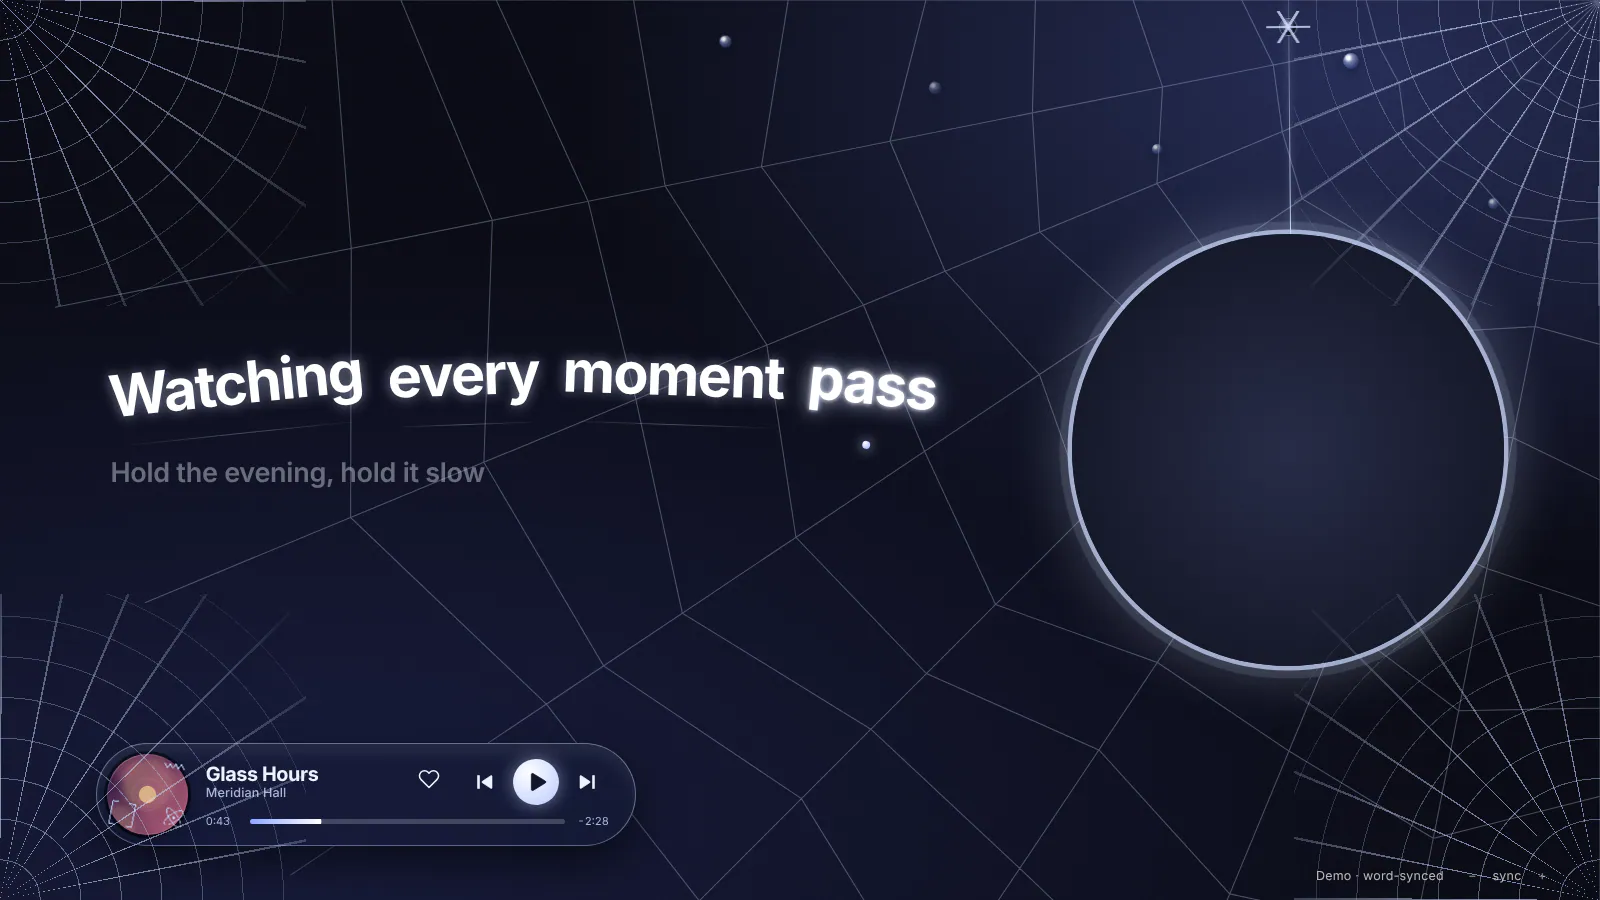 Watching every moment pass
Hold the evening, hold it slow
Glass Hours
Meridian Hall
0:43
-2:28
Demo · word-synced − sync +